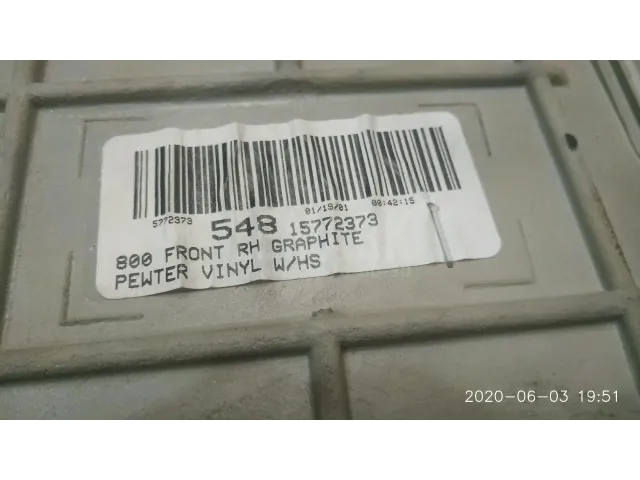 5772373 01/19/01 00:42:15
548 15772373
800 FRONT RH GRAPHITE
PEWTER VINYL W/HS
2020-06-03 19:51